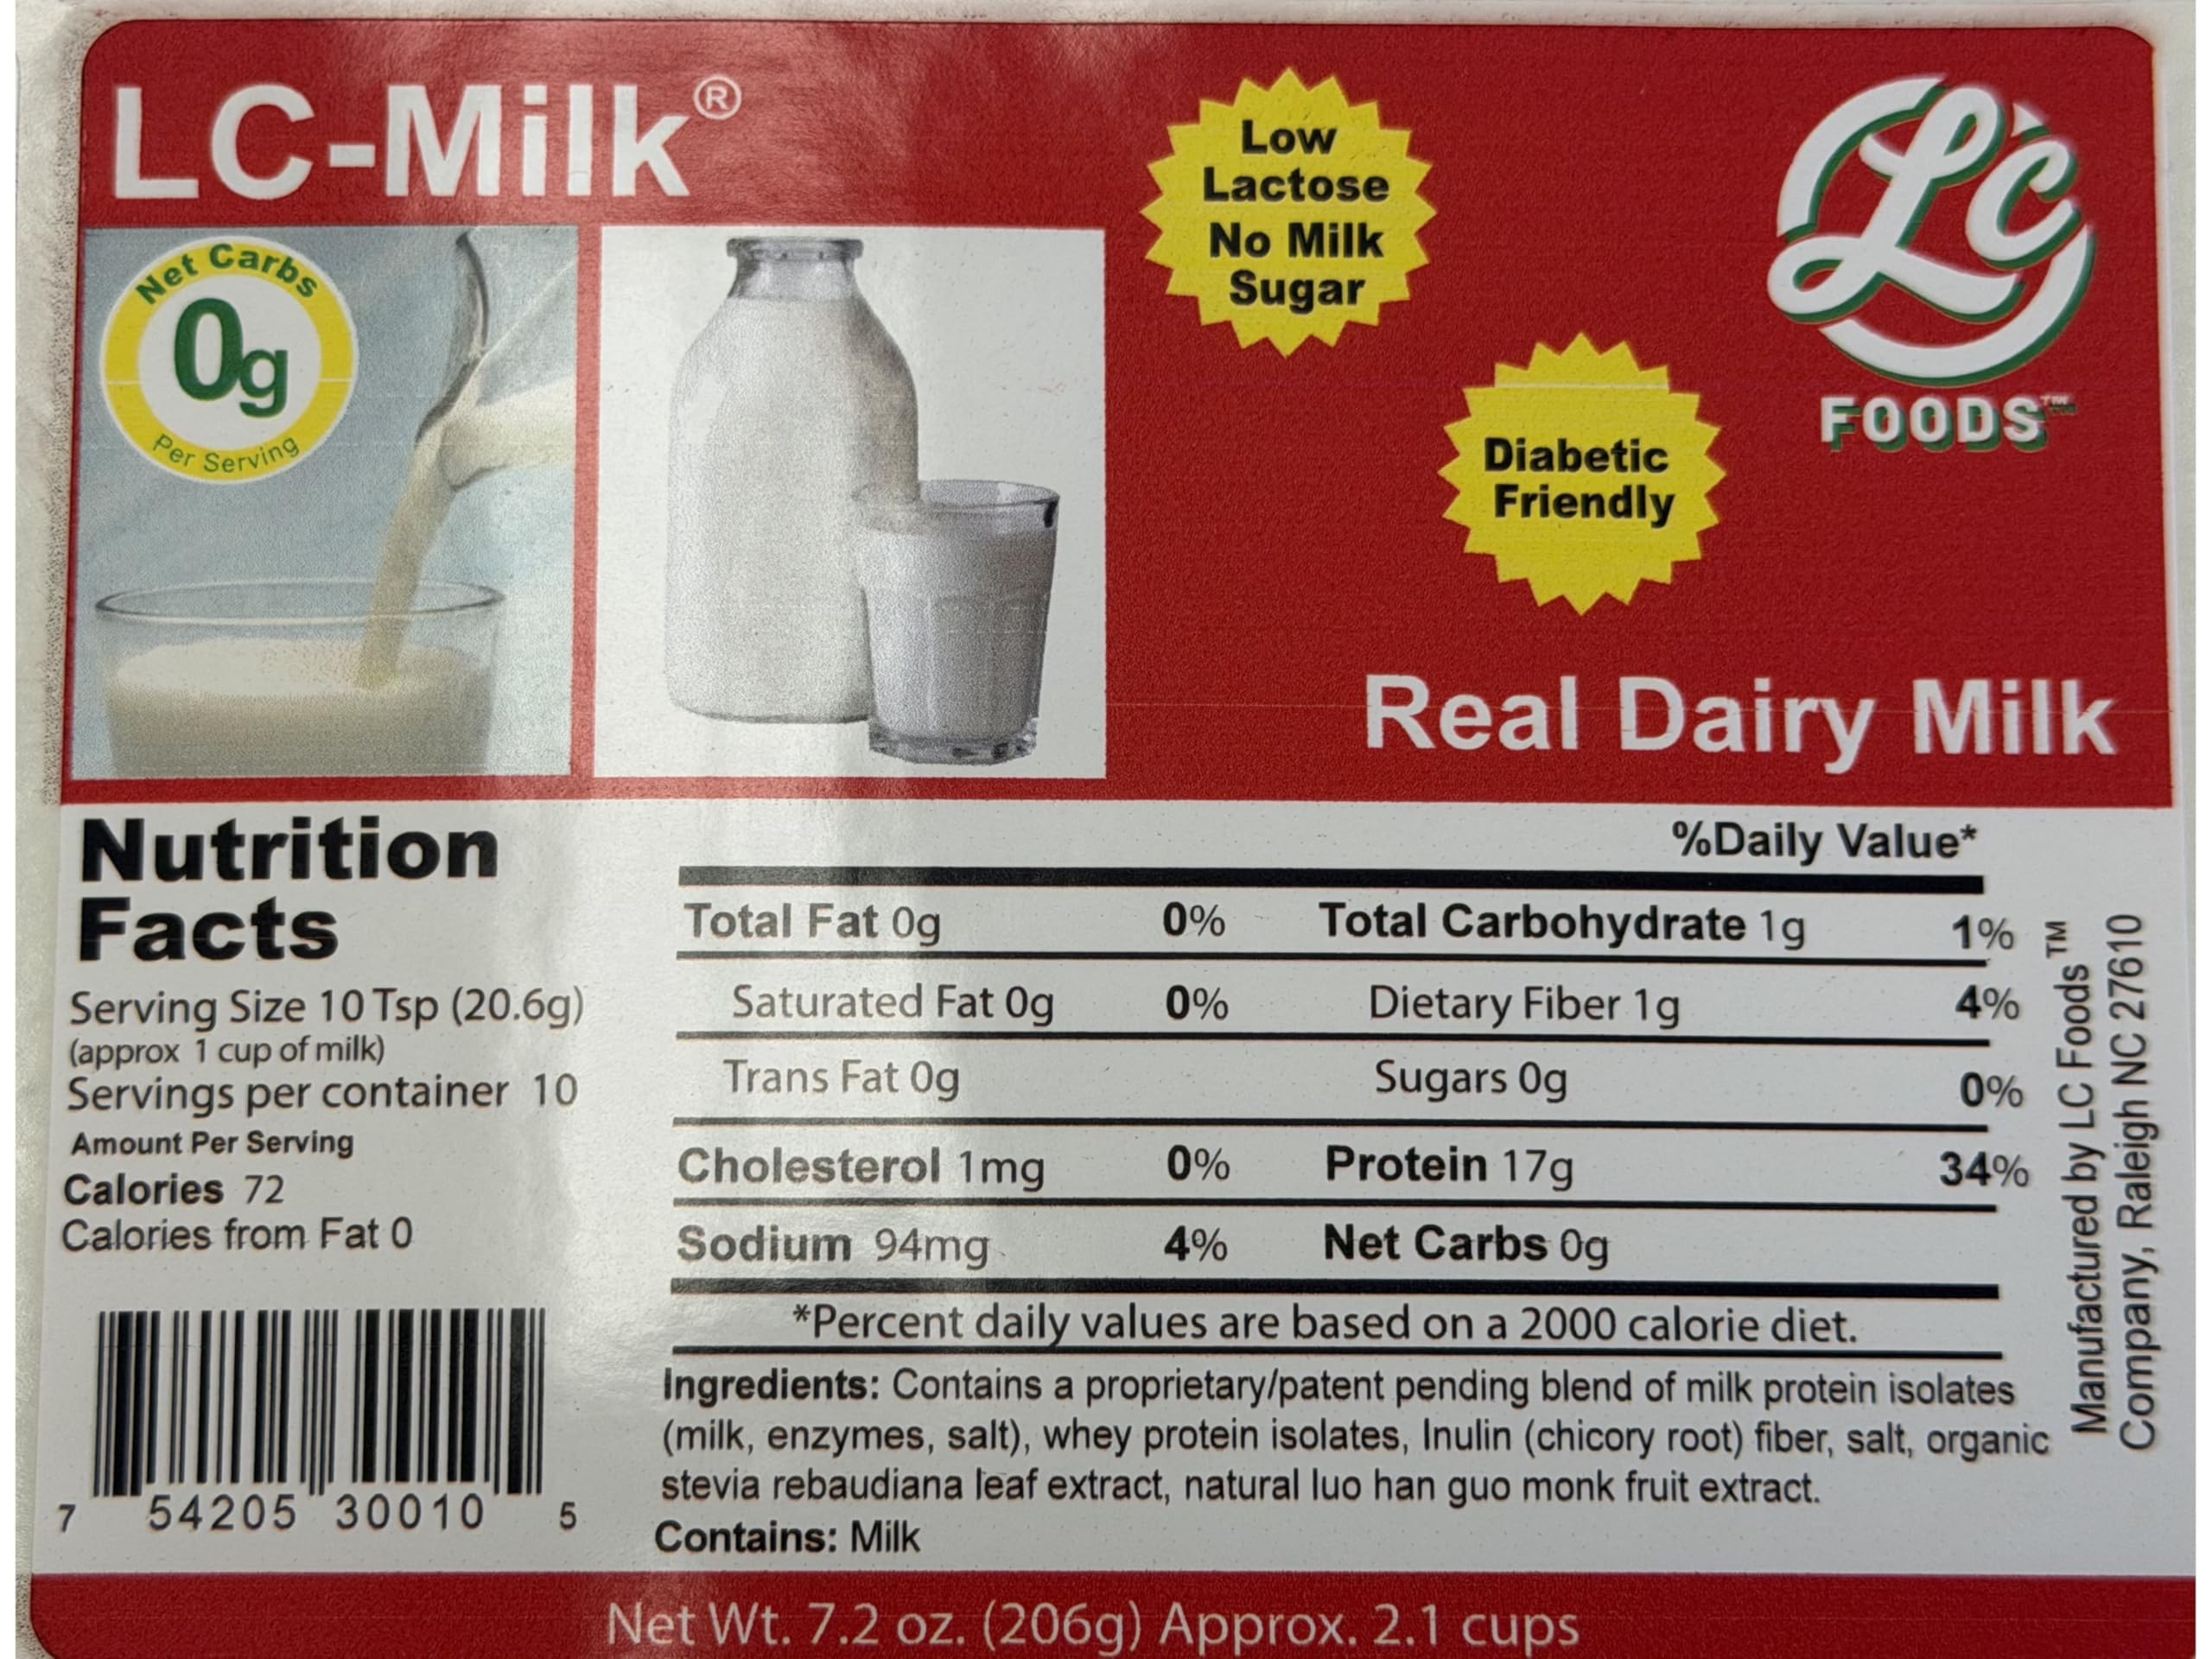 LC-Milk®
Low
Lactose
No Milk
Sugar
Lc
FOODS™
Net Carbs
0g
Per Serving
Diabetic
Friendly
Real Dairy Milk
Nutrition
Facts
Serving Size 10 Tsp (20.6g)
(approx 1 cup of milk)
Servings per container 10
Amount Per Serving
Calories 72
Calories from Fat 0
%Daily Value*
Total Fat 0g 0% Total Carbohydrate 1g 1%
Saturated Fat 0g 0% Dietary Fiber 1g 4%
Trans Fat 0g Sugars 0g 0%
Cholesterol 1mg 0% Protein 17g 34%
Sodium 94mg 4% Net Carbs 0g
*Percent daily values are based on a 2000 calorie diet.
Ingredients: Contains a proprietary/patent pending blend of milk protein isolates
(milk, enzymes, salt), whey protein isolates, Inulin (chicory root) fiber, salt, organic
stevia rebaudiana leaf extract, natural luo han guo monk fruit extract.
Contains: Milk
Manufactured by LC Foods™
Company, Raleigh NC 27610
7 54205 30010 5
Net Wt. 7.2 oz. (206g) Approx. 2.1 cups